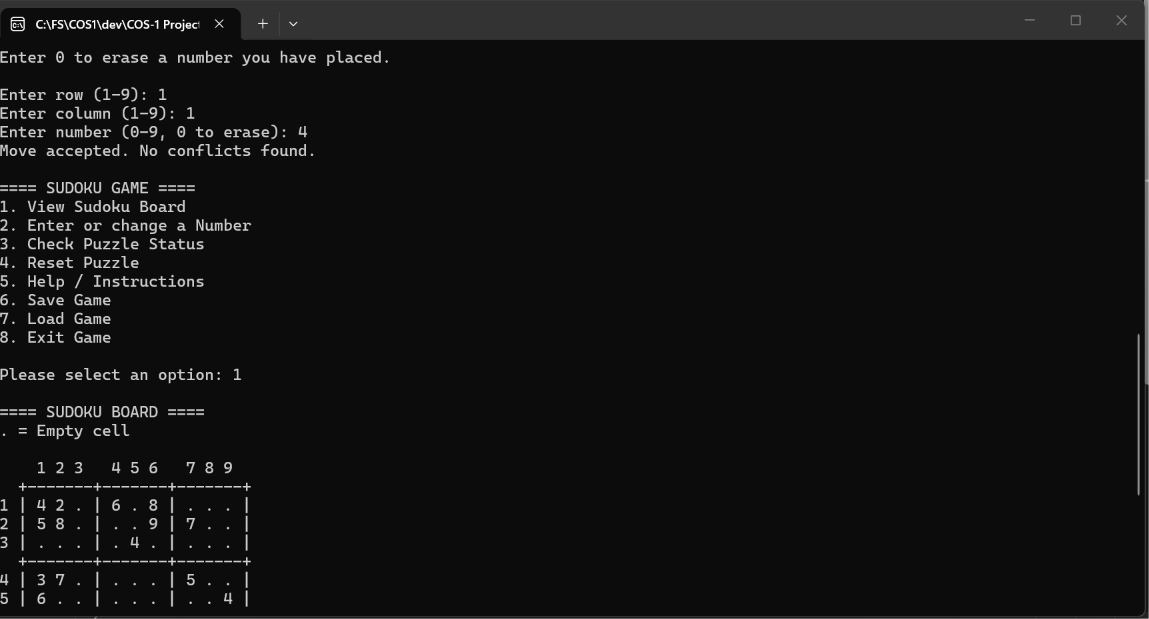 C:\FS\COS1\dev\COS-1 Projec
Enter 0 to erase a number you have placed.
Enter row (1-9): 1
Enter column (1-9): 1
Enter number (0-9, 0 to erase): 4
Move accepted. No conflicts found.
==== SUDOKU GAME ====
1. View Sudoku Board
2. Enter or change a Number
3. Check Puzzle Status
4. Reset Puzzle
5. Help / Instructions
6. Save Game
7. Load Game
8. Exit Game
Please select an option: 1
==== SUDOKU BOARD ====
. = Empty cell
    1 2 3   4 5 6   7 8 9
  +-------+-------+-------+
1 | 4 2 . | 6 . 8 | . . . |
2 | 5 8 . | . . 9 | 7 . . |
3 | . . . | . 4 . | . . . |
  +-------+-------+-------+
4 | 3 7 . | . . . | 5 . . |
5 | 6 . . | . . . | . . 4 |